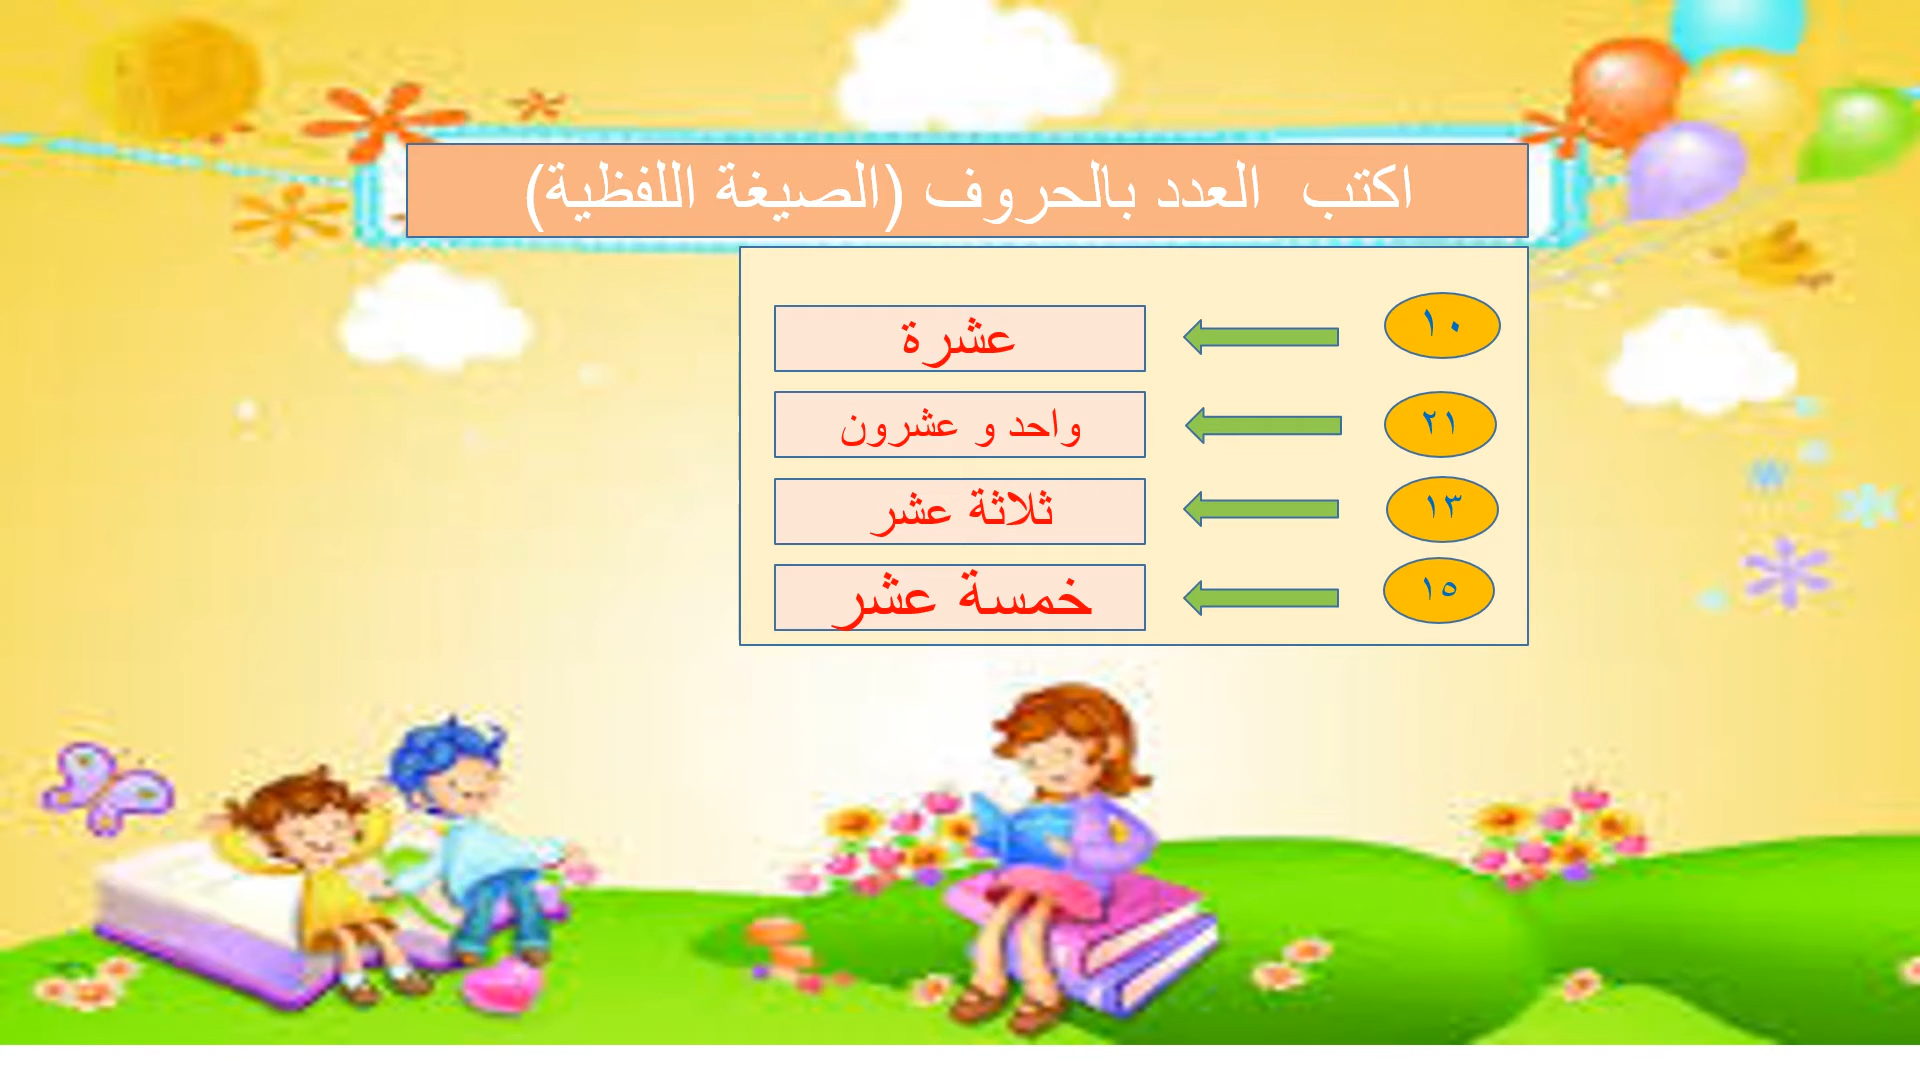 اكتب العدد بالحروف (الصيغة اللفظية)
١٠ عشرة
٢١ واحد و عشرون
١٣ ثلاثة عشر
١٥ خمسة عشر